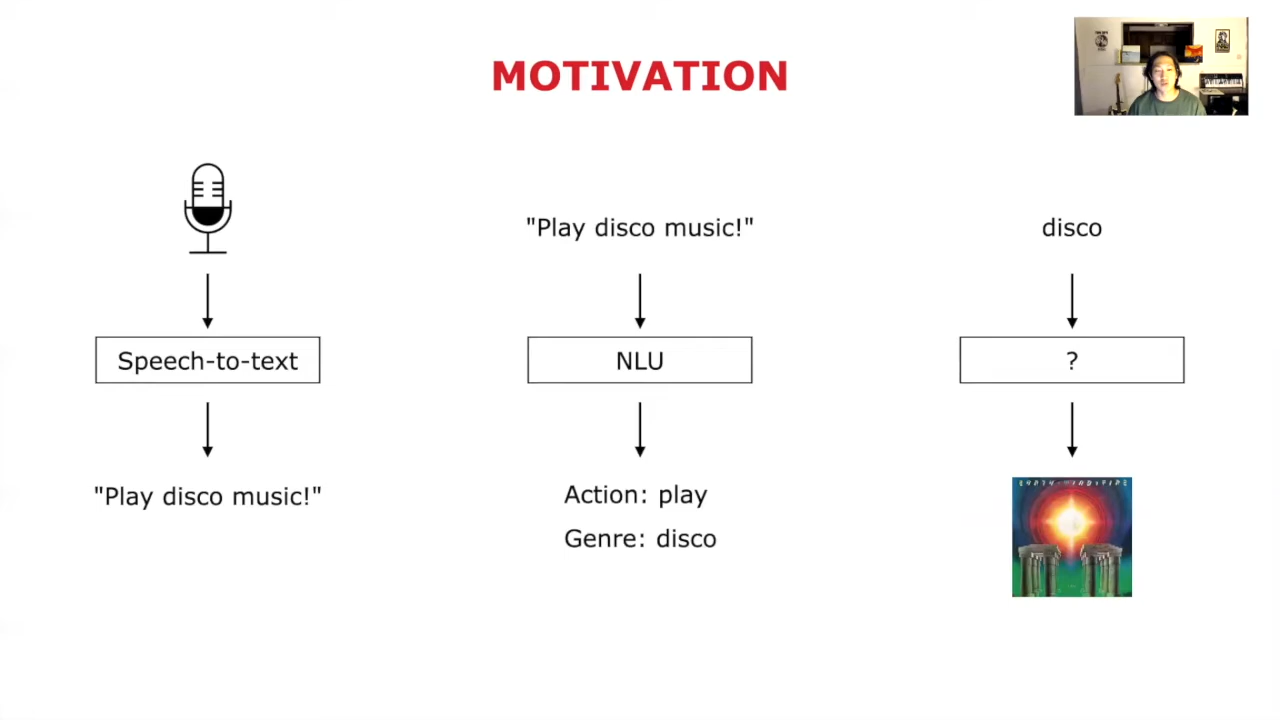 MOTIVATION
"Play disco music!"
disco
Speech-to-text
NLU
?
"Play disco music!"
Action: play
Genre: disco